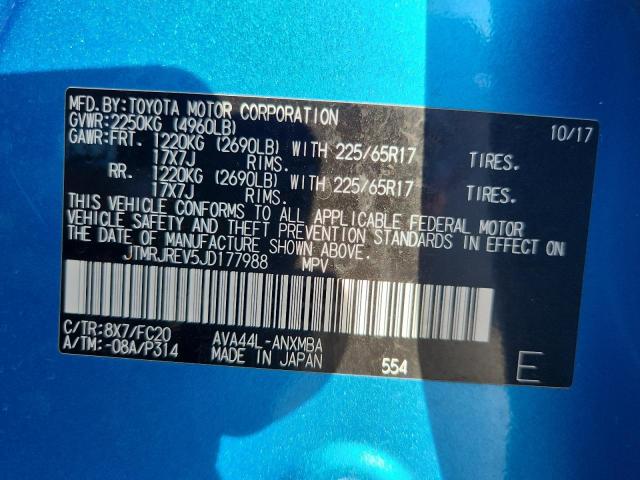 MFD.BY:TOYOTA MOTOR CORPORATION 10/17
GVWR:2250KG (4960LB)
GAWR:FRT. 1220KG (2690LB) WITH 225/65R17 TIRES.
17X7J RIMS.
RR. 1220KG (2690LB) WITH 225/65R17 TIRES.
17X7J RIMS.
THIS VEHICLE CONFORMS TO ALL APPLICABLE FEDERAL MOTOR
VEHICLE SAFETY AND THEFT PREVENTION STANDARDS IN EFFECT ON
THE DATE OF MANUFACTURE SHOWN ABOVE.
JTMRJREV5JD177988 MPV
C/TR:8X7/FC20 AVA44L-ANXMBA
A/TM:-08A/P314 MADE IN JAPAN 554 E